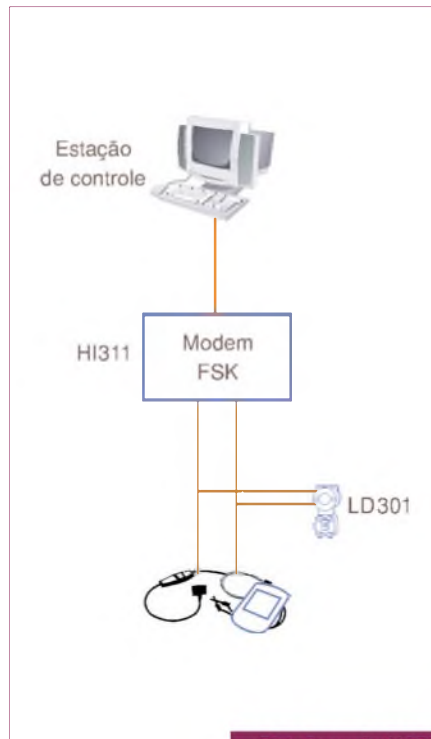 Estação
de controle
HI311
Modem
FSK
LD301